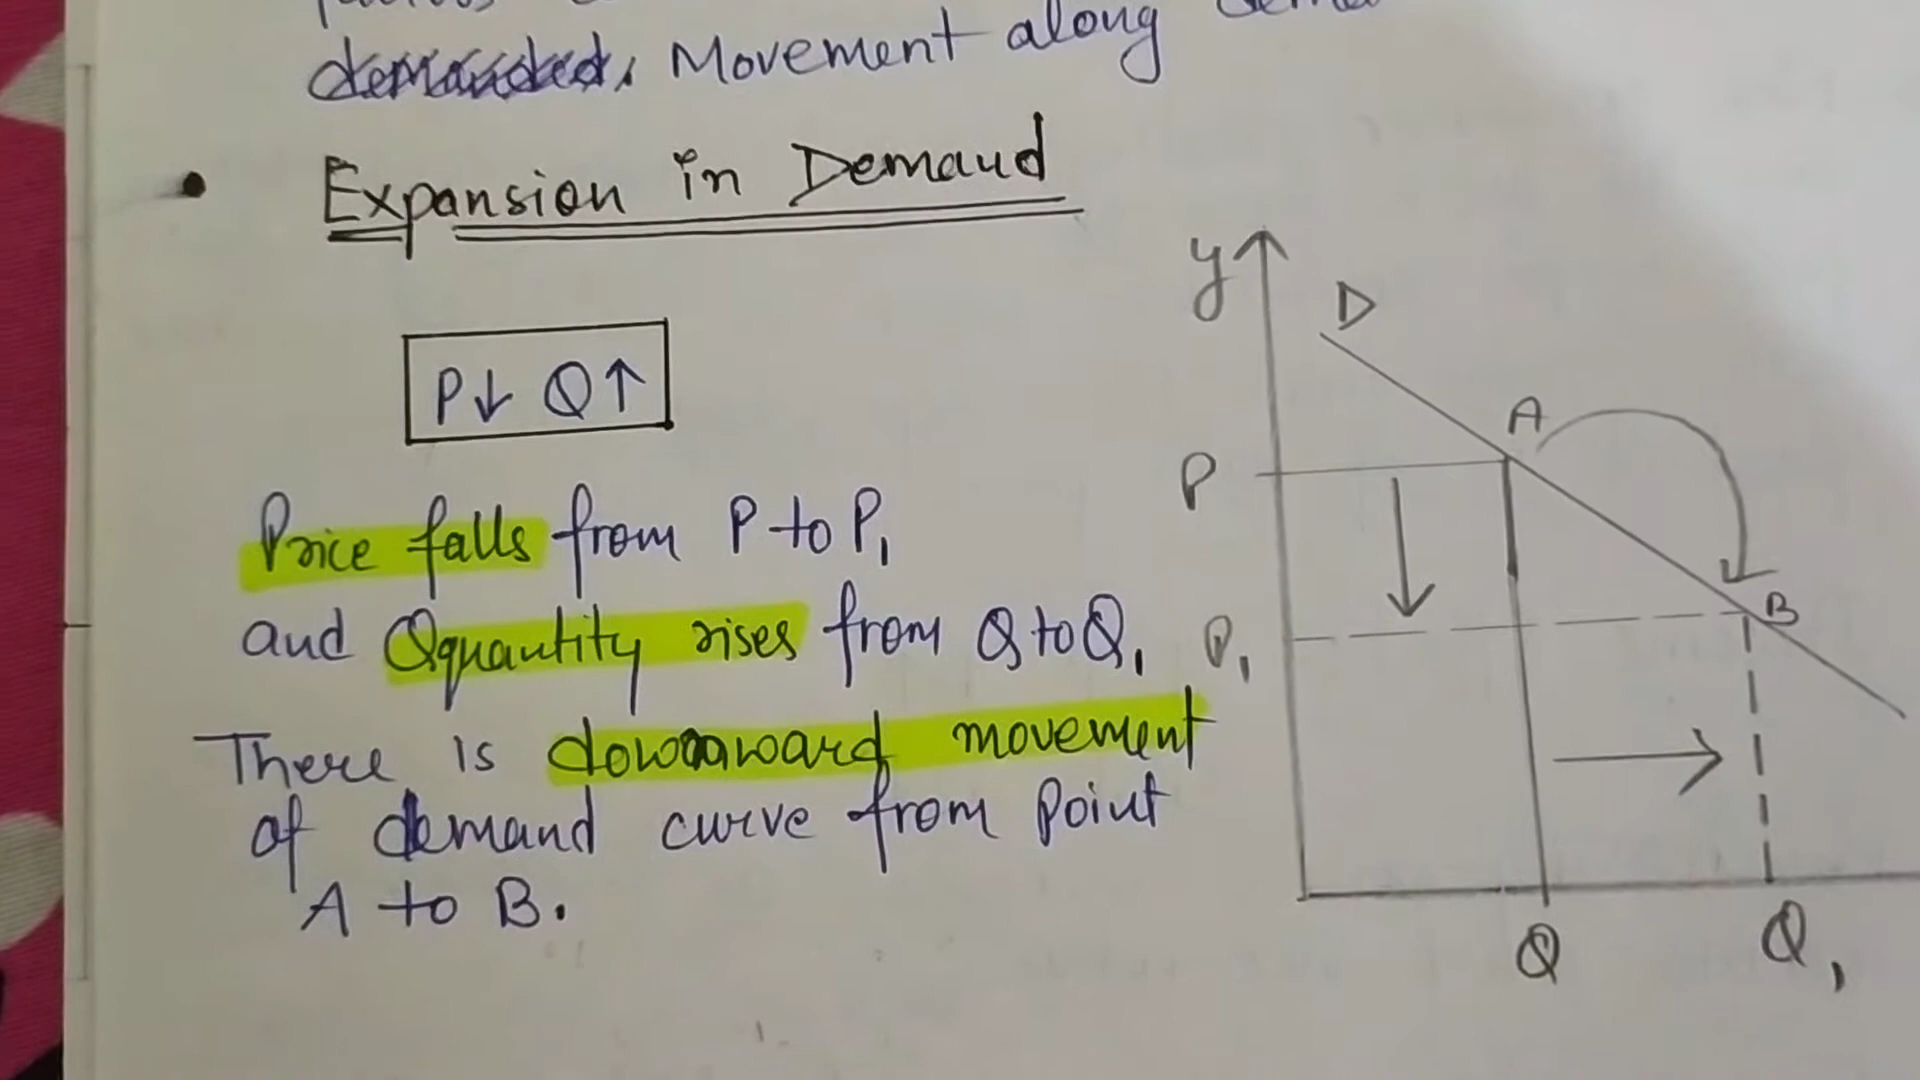 Movement along
• Expansion in Demand
P↓ Q↑
Price falls from P to P1
and Qquantity rises from Q to Q1
There is downward movement
of demand curve from point
A to B.
y
D
A
P
B
P1
Q
Q1